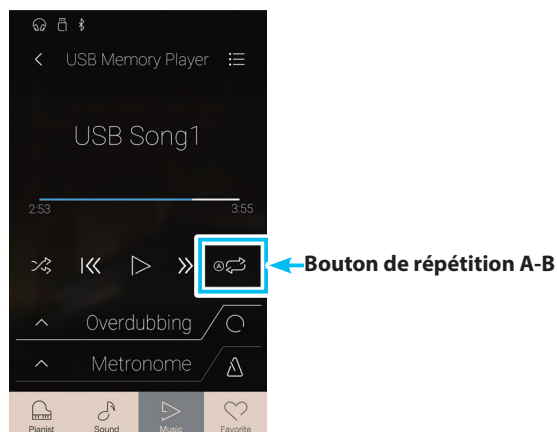 USB Memory Player
USB Song1
2:53 3:55
A
Bouton de répétition A-B
Overdubbing
Metronome
Pianist Sound Music Favorite